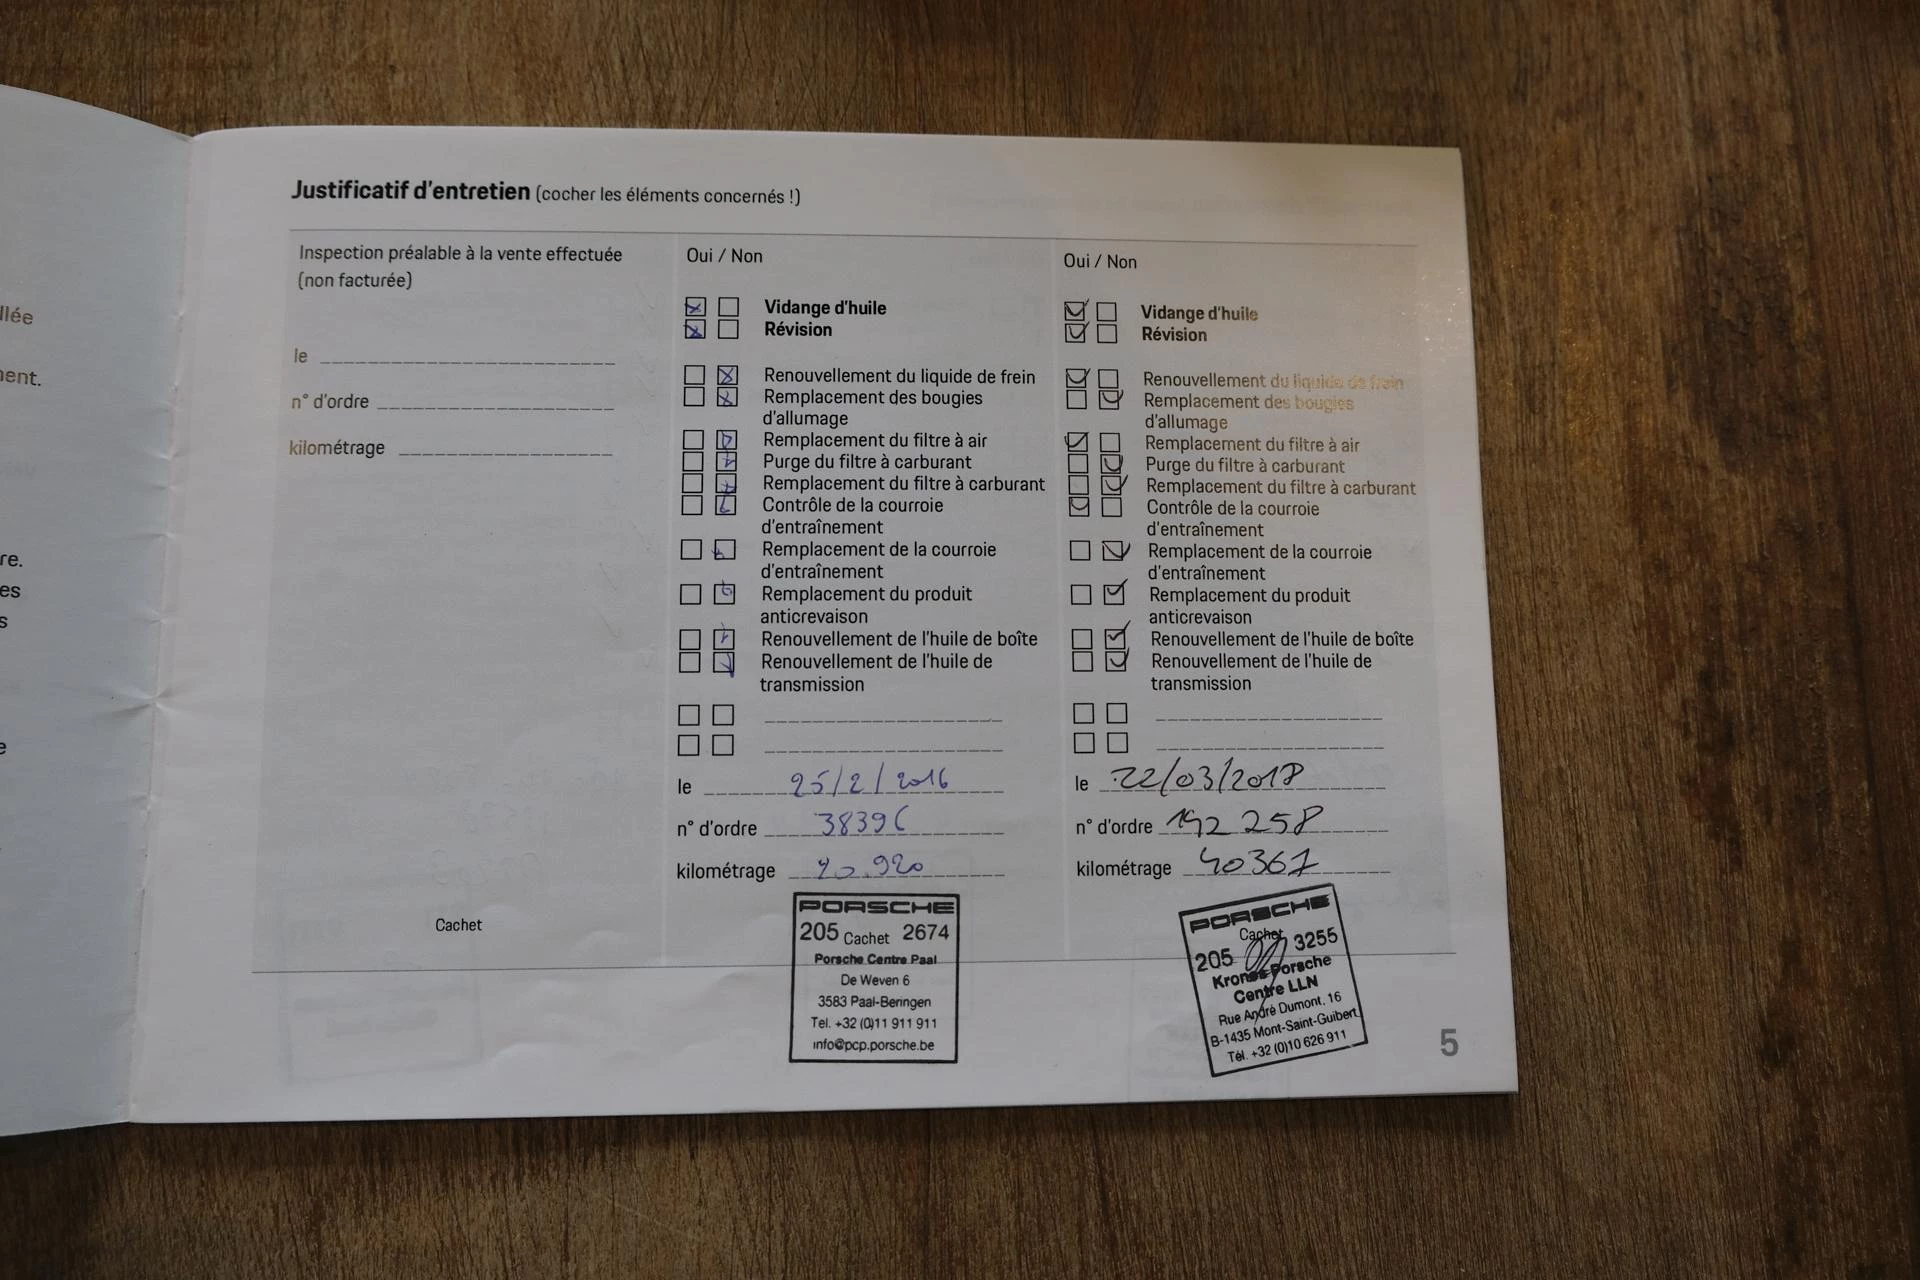 llée
ment.
re.
es
s
e
Justificatif d'entretien (cocher les éléments concernés !)
Inspection préalable à la vente effectuée
(non facturée)
le
n° d'ordre
kilométrage
Cachet
Oui / Non
Vidange d'huile
Révision
Renouvellement du liquide de frein
Remplacement des bougies
d'allumage
Remplacement du filtre à air
Purge du filtre à carburant
Remplacement du filtre à carburant
Contrôle de la courroie
d'entraînement
Remplacement de la courroie
d'entraînement
Remplacement du produit
anticrevaison
Renouvellement de l'huile de boîte
Renouvellement de l'huile de
transmission
le 25/2/2016
n° d'ordre 38396
kilométrage 20.920
PORSCHE
205 Cachet 2674
Porsche Centre Paal
De Weven 6
3583 Paal-Beringen
Tel. +32 (0)11 911 911
info@pcp.porsche.be
Oui / Non
Vidange d'huile
Révision
Renouvellement du liquide de frein
Remplacement des bougies
d'allumage
Remplacement du filtre à air
Purge du filtre à carburant
Remplacement du filtre à carburant
Contrôle de la courroie
d'entraînement
Remplacement de la courroie
d'entraînement
Remplacement du produit
anticrevaison
Renouvellement de l'huile de boîte
Renouvellement de l'huile de
transmission
le 22/03/2018
n° d'ordre 192 258
kilométrage 40367
PORSCHE
Cachet
205 3255
Kronos Porsche
Centre LLN
Rue André Dumont, 16
B-1435 Mont-Saint-Guibert
Tél. +32 (0)10 626 911
5